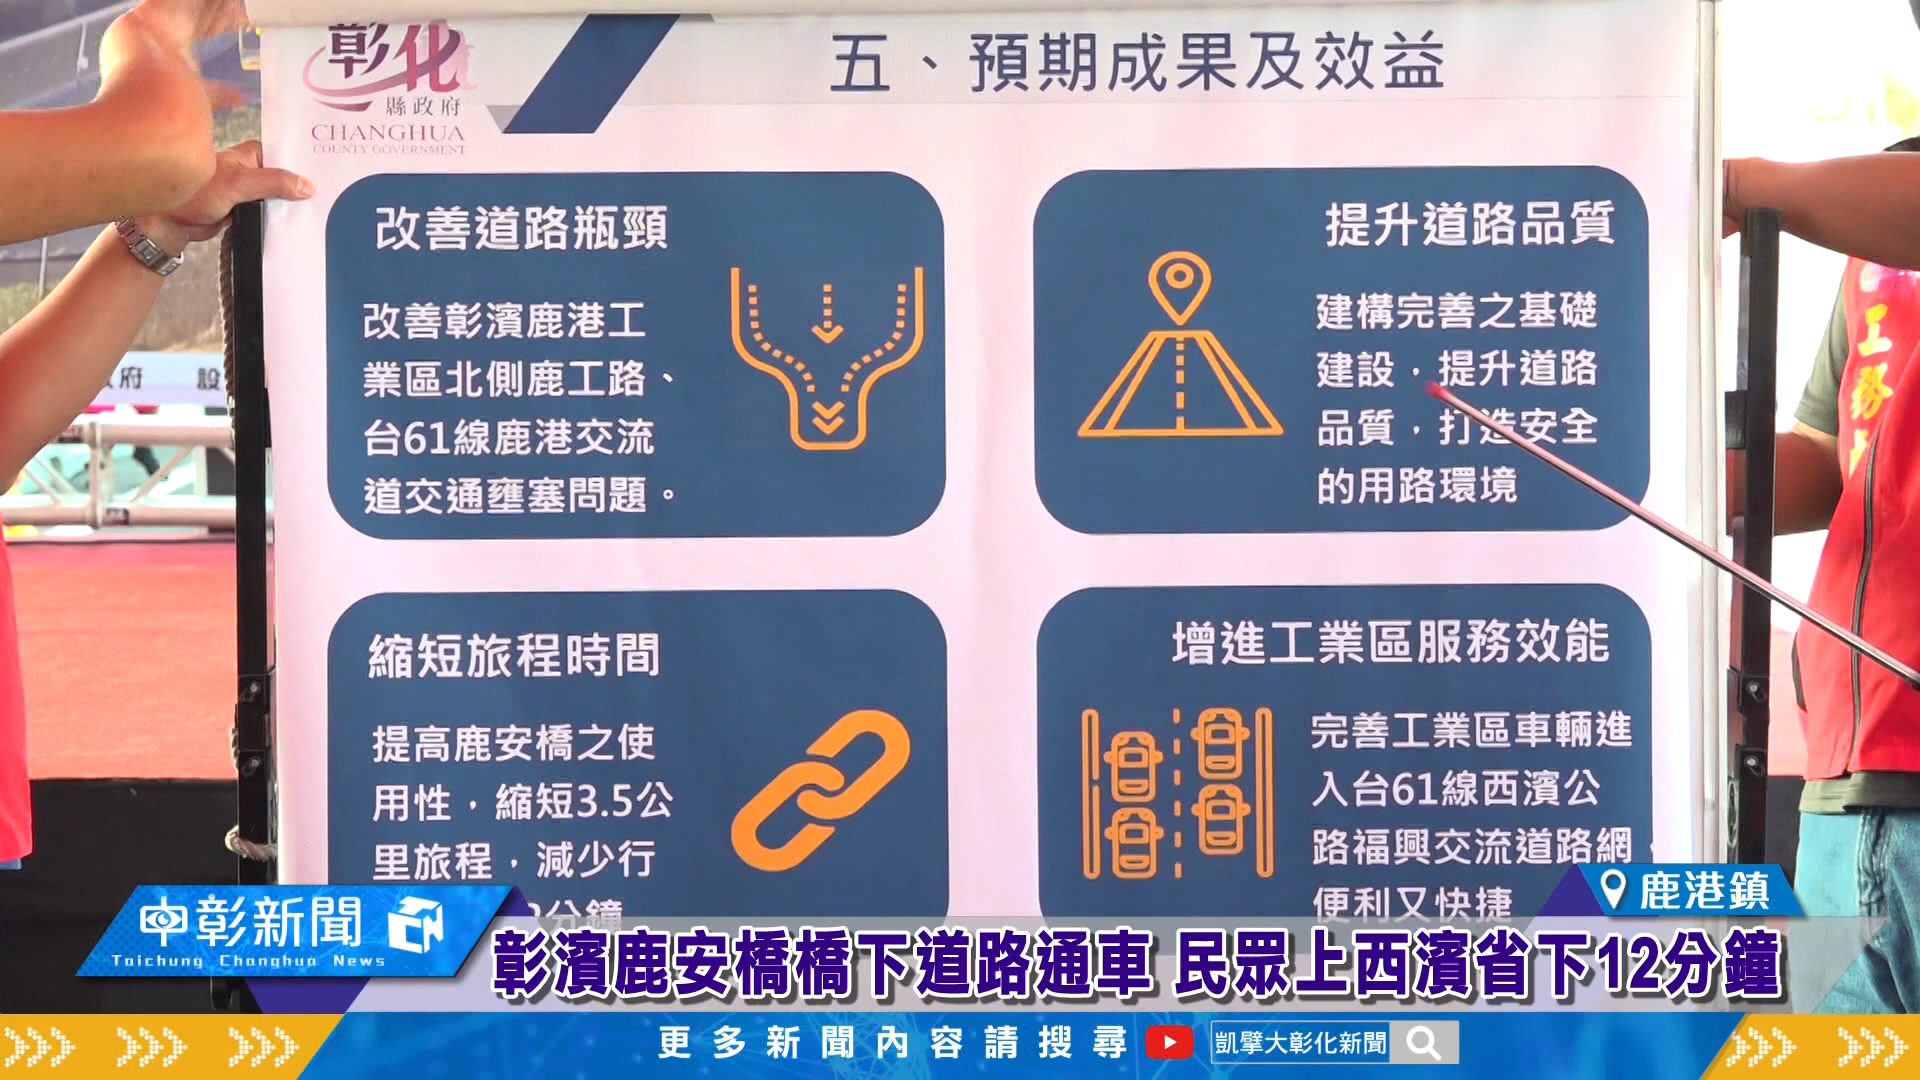 彰化
縣政府
CHANGHUA
COUNTY GOVERNMENT
五、預期成果及效益
改善道路瓶頸
改善彰濱鹿港工
業區北側鹿工路、
台61線鹿港交流
道交通壅塞問題。
提升道路品質
建構完善之基礎
建設，提升道路
品質，打造安全
的用路環境
縮短旅程時間
提高鹿安橋之使
用性，縮短3.5公
里旅程，減少行
分鐘
增進工業區服務效能
完善工業區車輛進
入台61線西濱公
路福興交流道路網，
便利又快捷
府 設
工務
中彰新聞
Taichung Changhua News
鹿港鎮
彰濱鹿安橋橋下道路通車 民眾上西濱省下12分鐘
更多新聞內容請搜尋
凱擘大彰化新聞